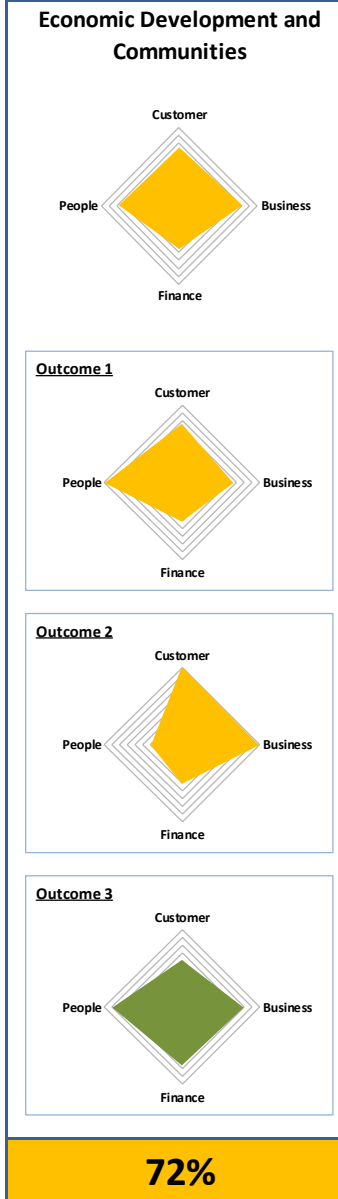 Economic Development and
Communities
Customer
People
Business
Finance
Outcome 1
Customer
People
Business
Finance
Outcome 2
Customer
People
Business
Finance
Outcome 3
Customer
People
Business
Finance
72%